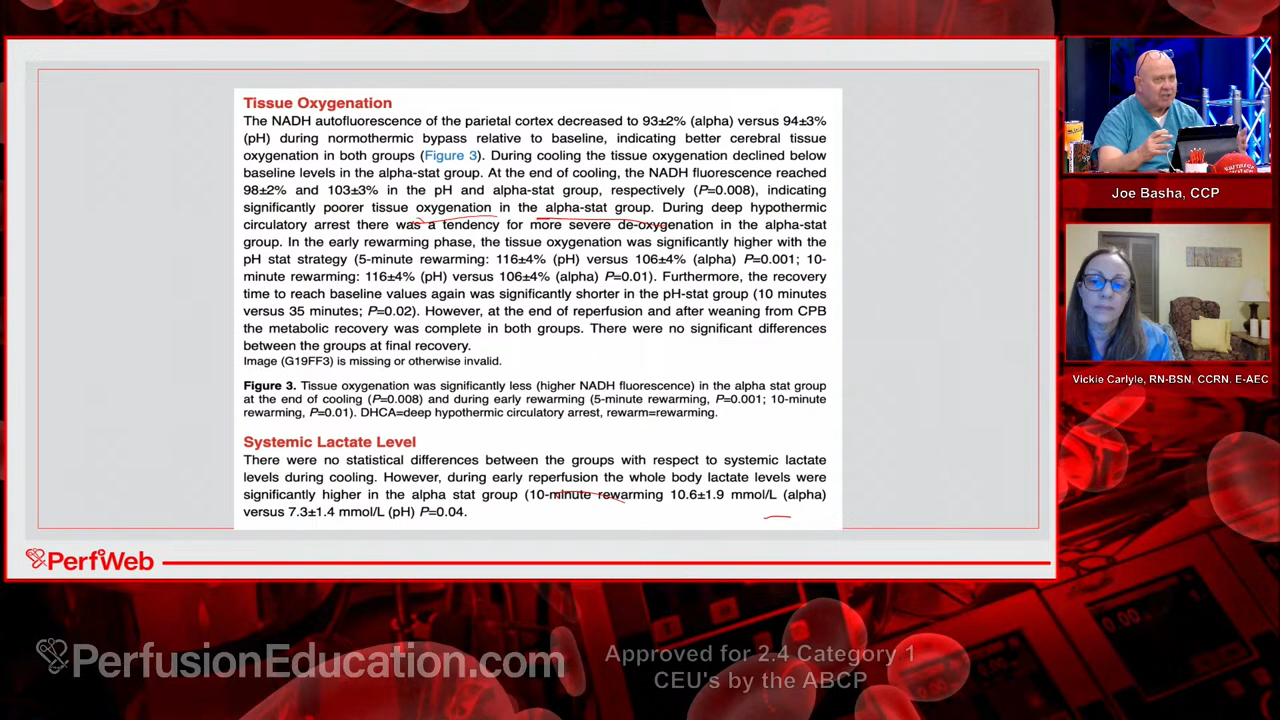 Tissue Oxygenation
The NADH autofluorescence of the parietal cortex decreased to 93±2% (alpha) versus 94±3%
(pH) during normothermic bypass relative to baseline, indicating better cerebral tissue
oxygenation in both groups (Figure 3). During cooling the tissue oxygenation declined below
baseline levels in the alpha-stat group. At the end of cooling, the NADH fluorescence reached
98±2% and 103±3% in the pH and alpha-stat group, respectively (P=0.008), indicating
significantly poorer tissue oxygenation in the alpha-stat group. During deep hypothermic
circulatory arrest there was a tendency for more severe de-oxygenation in the alpha-stat
group. In the early rewarming phase, the tissue oxygenation was significantly higher with the
pH stat strategy (5-minute rewarming: 116±4% (pH) versus 106±4% (alpha) P=0.001; 10-
minute rewarming: 116±4% (pH) versus 106±4% (alpha) P=0.01). Furthermore, the recovery
time to reach baseline values again was significantly shorter in the pH-stat group (10 minutes
versus 35 minutes; P=0.02). However, at the end of reperfusion and after weaning from CPB
the metabolic recovery was complete in both groups. There were no significant differences
between the groups at final recovery.
Image (G19FF3) is missing or otherwise invalid.
Figure 3. Tissue oxygenation was significantly less (higher NADH fluorescence) in the alpha stat group
at the end of cooling (P=0.008) and during early rewarming (5-minute rewarming, P=0.001; 10-minute
rewarming, P=0.01). DHCA=deep hypothermic circulatory arrest, rewarm=rewarming.
Systemic Lactate Level
There were no statistical differences between the groups with respect to systemic lactate
levels during cooling. However, during early reperfusion the whole body lactate levels were
significantly higher in the alpha stat group (10-minute rewarming 10.6±1.9 mmol/L (alpha)
versus 7.3±1.4 mmol/L (pH) P=0.04.
PerfWeb
Joe Basha, CCP
Vickie Carlyle, RN-BSN, CCRN, E-AEC
PerfusionEducation.com
Approved for 2.4 Category 1
CEU's by the ABCP